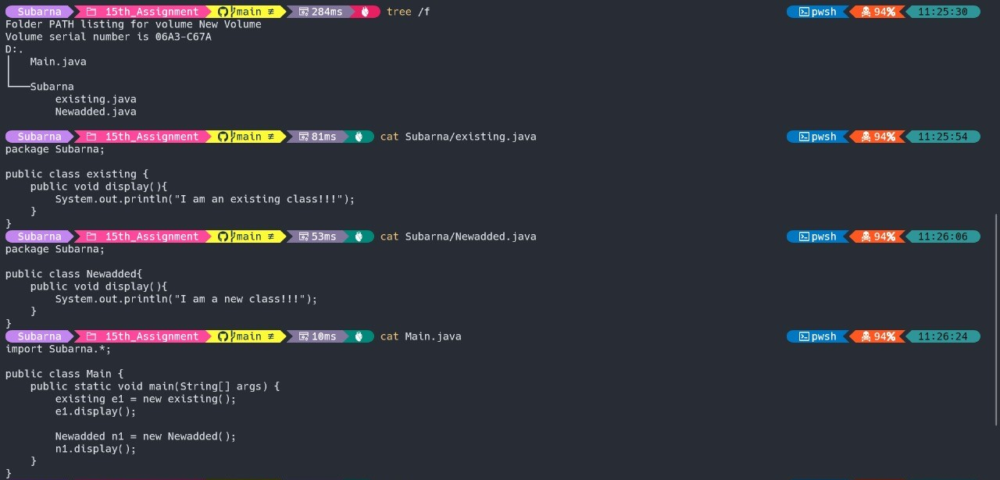 Subarna 15th_Assignment main ≢ 284ms tree /f pwsh 94% 11:25:30
Folder PATH listing for volume New Volume
Volume serial number is 06A3-C67A
D:.
│   Main.java
│
└───Subarna
        existing.java
        Newadded.java
Subarna 15th_Assignment main ≢ 81ms cat Subarna/existing.java pwsh 94% 11:25:54
package Subarna;
public class existing {
    public void display(){
        System.out.println("I am an existing class!!!");
    }
}
Subarna 15th_Assignment main ≢ 53ms cat Subarna/Newadded.java pwsh 94% 11:26:06
package Subarna;
public class Newadded{
    public void display(){
        System.out.println("I am a new class!!!");
    }
}
Subarna 15th_Assignment main ≢ 10ms cat Main.java pwsh 94% 11:26:24
import Subarna.*;
public class Main {
    public static void main(String[] args) {
        existing e1 = new existing();
        e1.display();
        Newadded n1 = new Newadded();
        n1.display();
    }
}